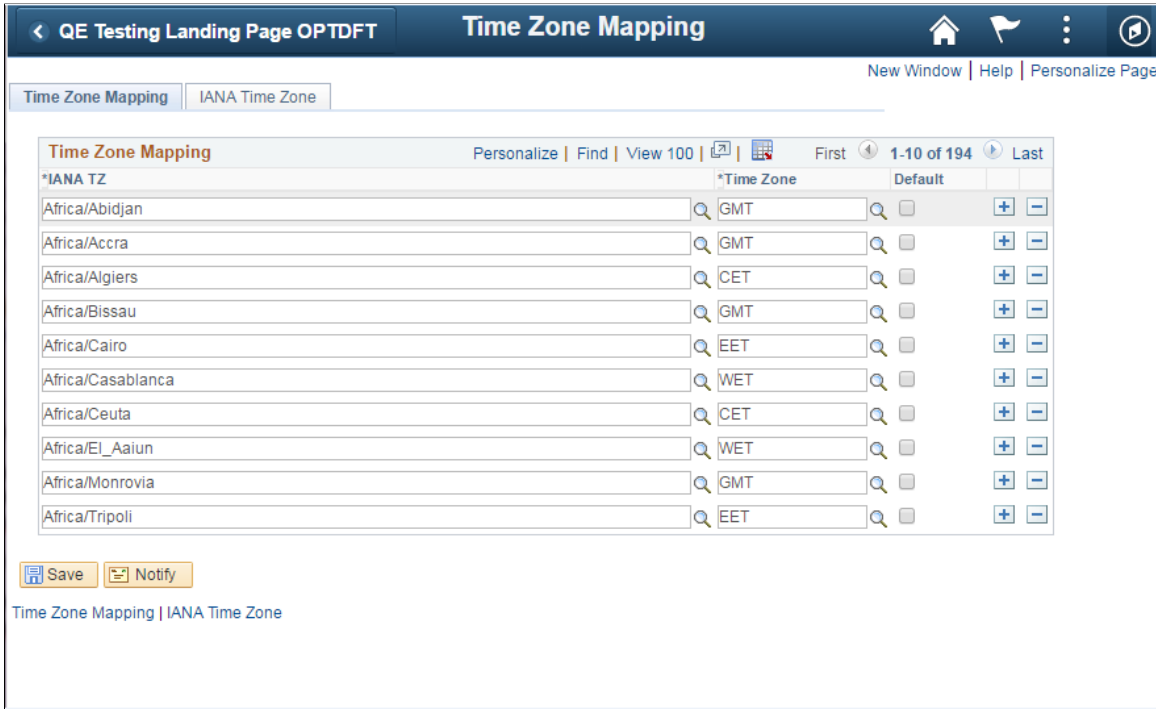 QE Testing Landing Page OPTDFT Time Zone Mapping
New Window | Help | Personalize Page
Time Zone Mapping IANA Time Zone
Time Zone Mapping Personalize | Find | View 100 | | First 1-10 of 194 Last
*IANA TZ *Time Zone Default
Africa/Abidjan GMT
Africa/Accra GMT
Africa/Algiers CET
Africa/Bissau GMT
Africa/Cairo EET
Africa/Casablanca WET
Africa/Ceuta CET
Africa/El_Aaiun WET
Africa/Monrovia GMT
Africa/Tripoli EET
Save Notify
Time Zone Mapping | IANA Time Zone